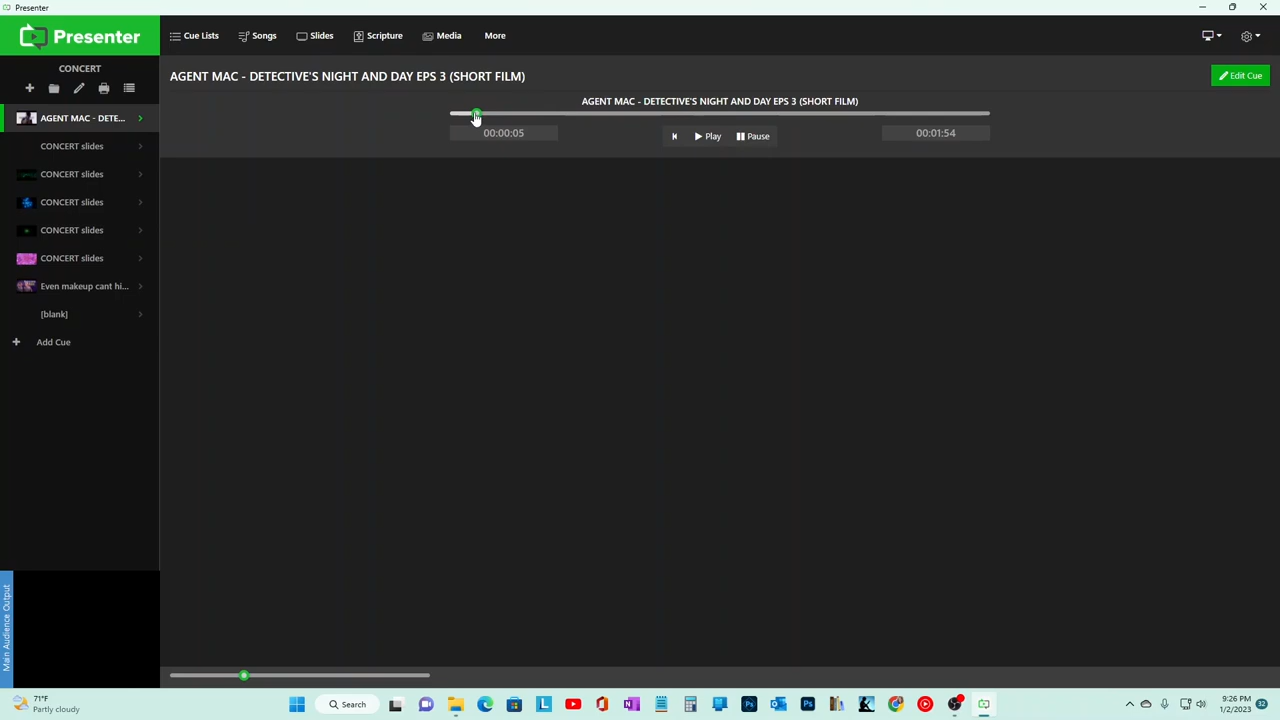 Presenter
Presenter
Cue Lists
Songs
Slides
Scripture
Media
More
CONCERT
AGENT MAC - DETECTIVE'S NIGHT AND DAY EPS 3 (SHORT FILM)
Edit Cue
AGENT MAC - DETECTIVE'S NIGHT AND DAY EPS 3 (SHORT FILM)
00:00:05
Play
Pause
00:01:54
AGENT MAC - DETE...
CONCERT slides
CONCERT slides
CONCERT slides
CONCERT slides
CONCERT slides
Even makeup cant hi...
[blank]
Add Cue
Main Audience Output
71°F
Partly cloudy
Search
9:26 PM
1/2/2023